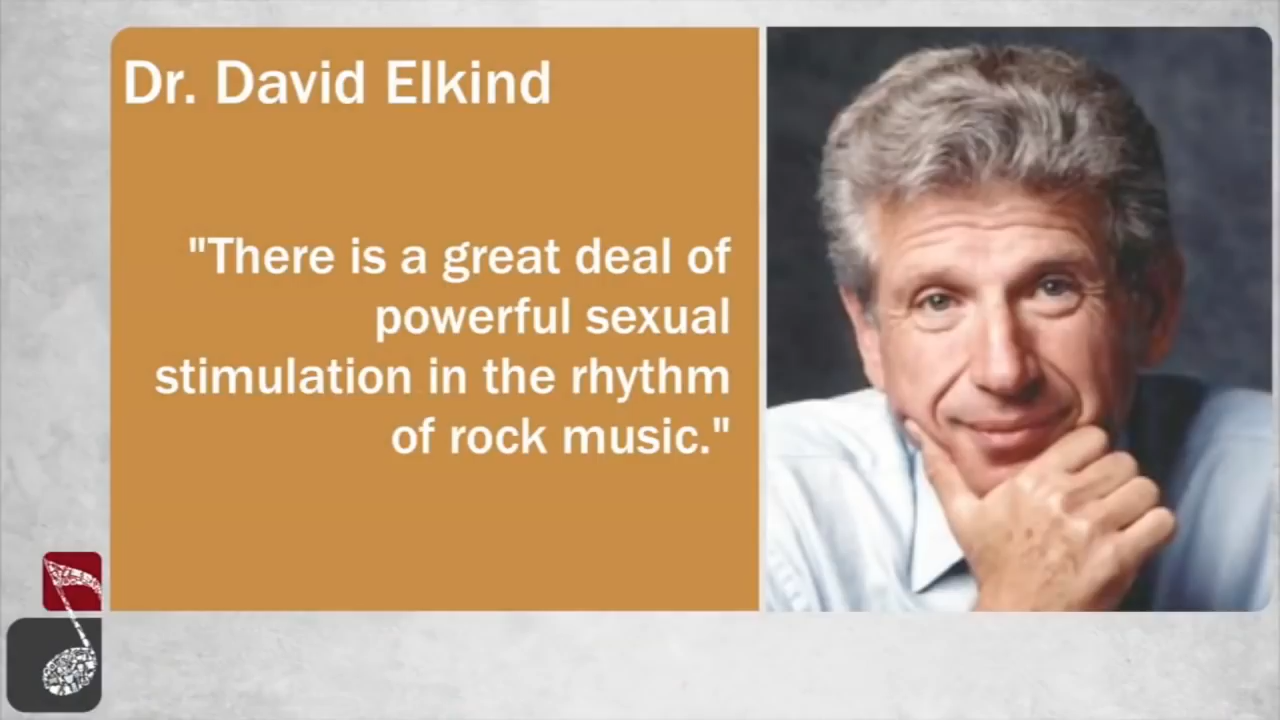 Dr. David Elkind
"There is a great deal of
powerful sexual
stimulation in the rhythm
of rock music."